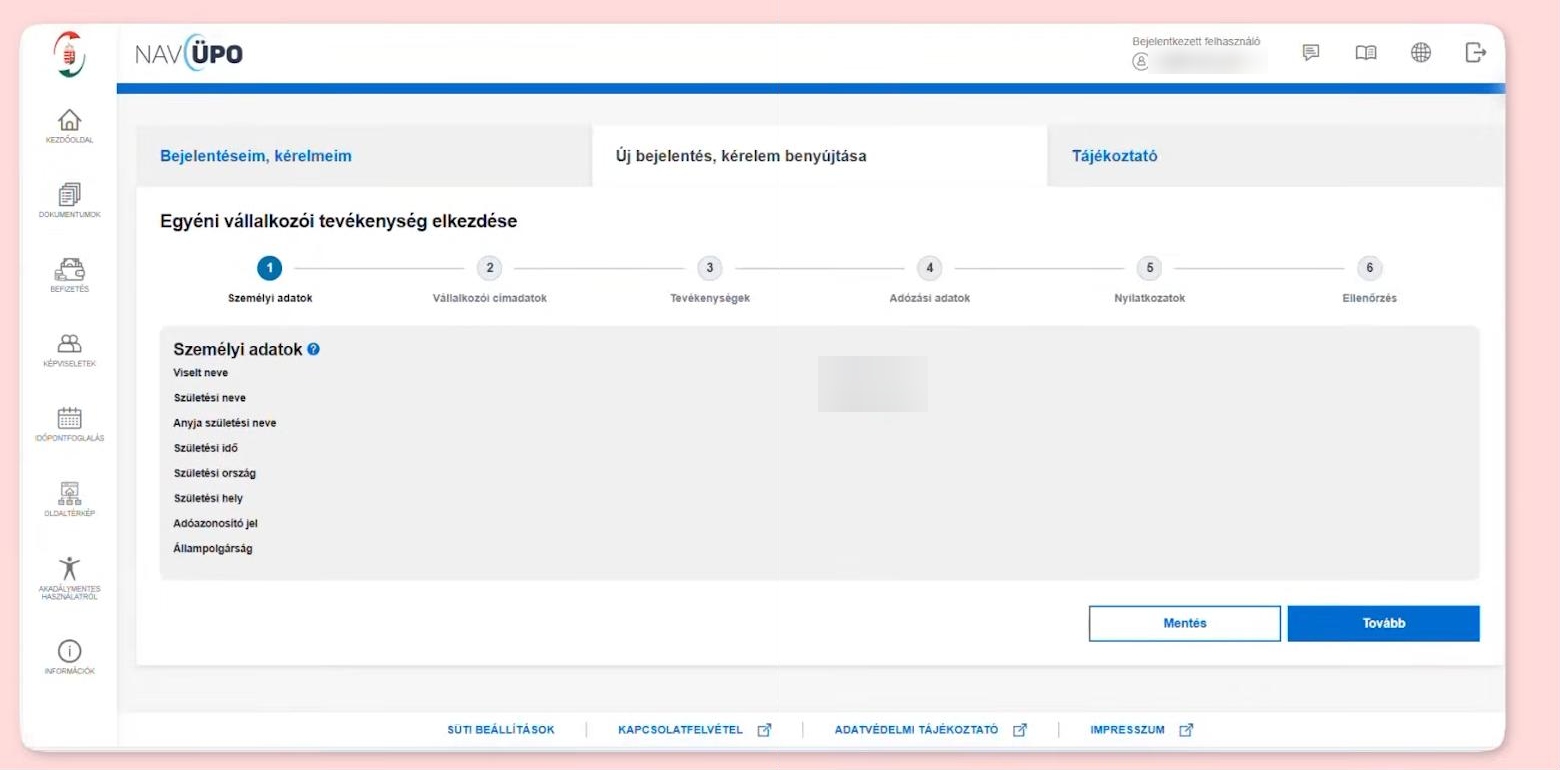 NAV ÜPO
Bejelentkezett felhasználó
KEZDŐOLDAL
DOKUMENTUMOK
BEFIZETÉS
KÉPVISELETEK
IDŐPONTFOGLALÁS
OLDALTÉRKÉP
AKADÁLYMENTES
HASZNÁLATRÓL
INFORMÁCIÓK
Bejelentéseim, kérelmeim
Új bejelentés, kérelem benyújtása
Tájékoztató
Egyéni vállalkozói tevékenység elkezdése
1 2 3 4 5 6
Személyi adatok Vállalkozói címadatok Tevékenységek Adózási adatok Nyilatkozatok Ellenőrzés
Személyi adatok ?
Viselt neve
Születési neve
Anyja születési neve
Születési idő
Születési ország
Születési hely
Adóazonosító jel
Állampolgárság
Mentés Tovább
SÜTI BEÁLLÍTÁSOK KAPCSOLATFELVÉTEL ADATVÉDELMI TÁJÉKOZTATÓ IMPRESSZUM